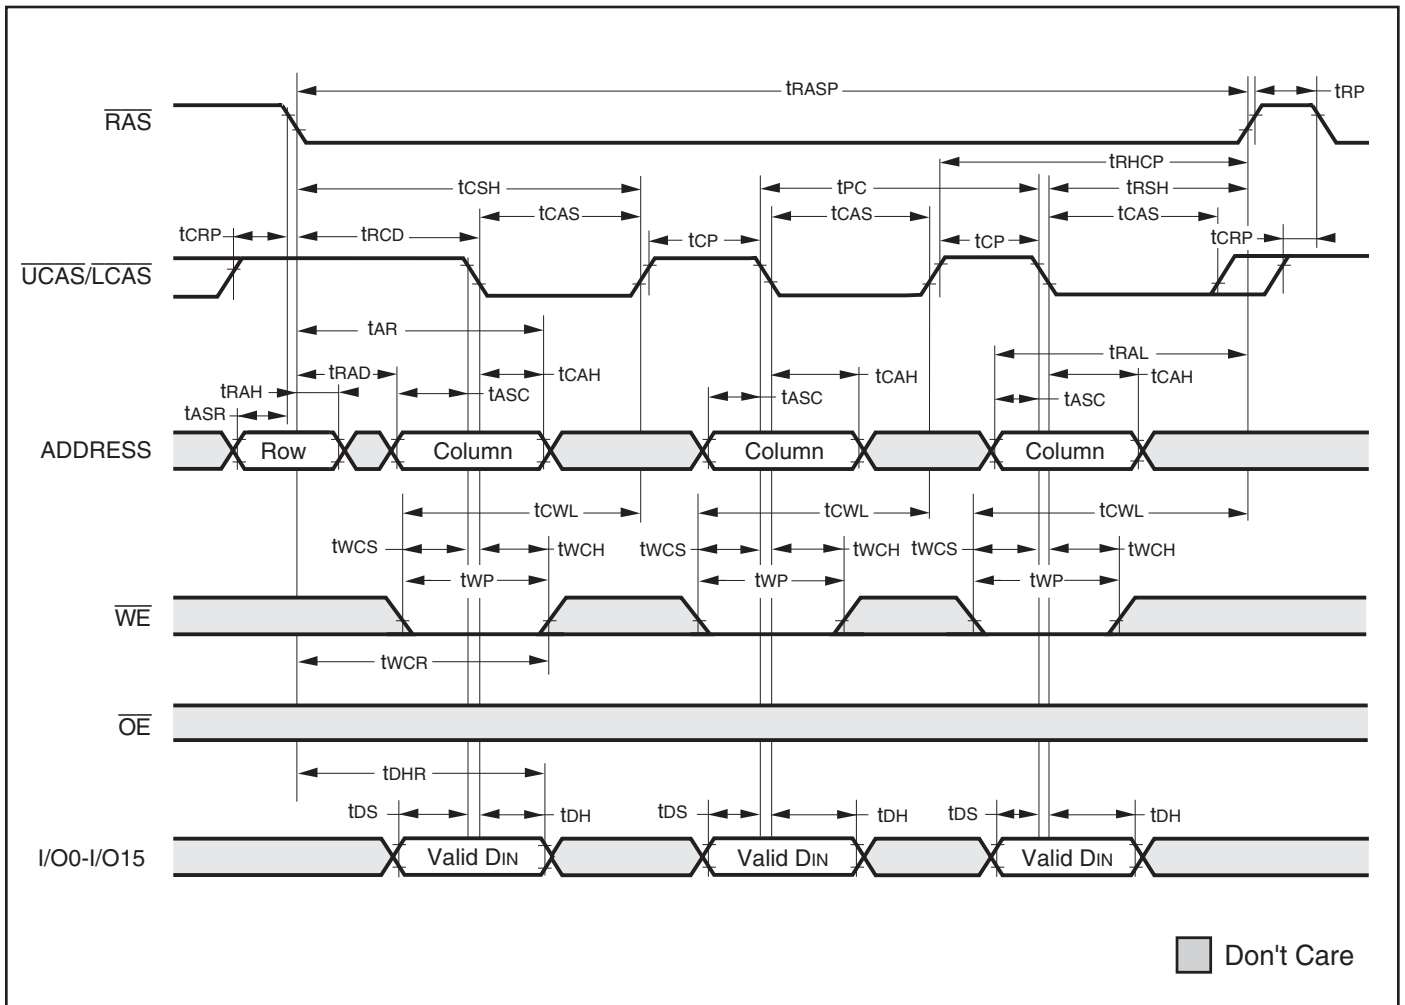 tRASP
tRP
RAS
tRHCP
tCSH
tPC
tRSH
tCAS
tCAS
tCAS
tCRP
tRCD
tCP
tCP
tCRP
UCAS/LCAS
tAR
tRAL
tRAD
tCAH
tCAH
tCAH
tRAH
tASC
tASC
tASC
tASR
ADDRESS
Row
Column
Column
Column
tCWL
tCWL
tCWL
tWCS
tWCH
tWCS
tWCH
tWCS
tWCH
tWP
tWP
tWP
WE
tWCR
OE
tDHR
tDS
tDH
tDS
tDH
tDS
tDH
I/O0-I/O15
Valid DIN
Valid DIN
Valid DIN
Don't Care